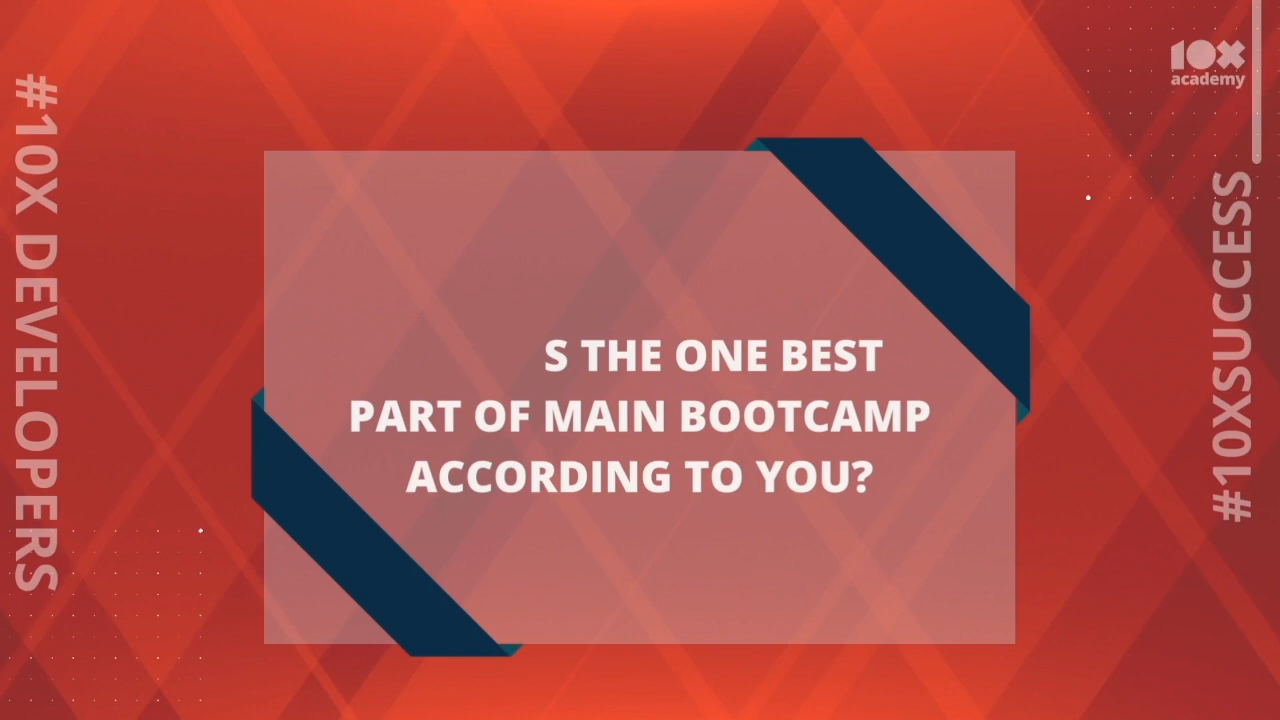 #10X DEVELOPERS
10X
academy
S THE ONE BEST
PART OF MAIN BOOTCAMP
ACCORDING TO YOU?
#10XSUCCESS